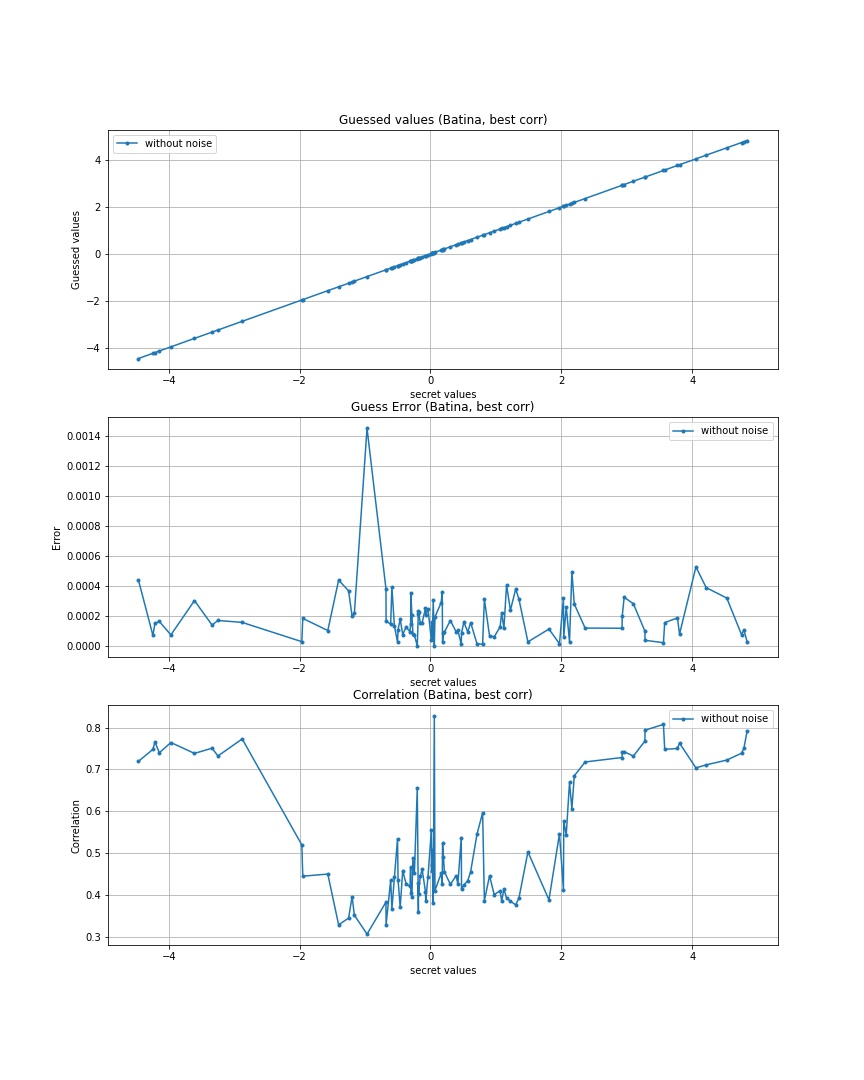 Guessed values (Batina, best corr)
without noise
4
2
0
−2
−4
Guessed values
−4 −2 0 2 4
secret values
Guess Error (Batina, best corr)
without noise
0.0014
0.0012
0.0010
0.0008
0.0006
0.0004
0.0002
0.0000
Error
−4 −2 0 2 4
secret values
Correlation (Batina, best corr)
without noise
0.8
0.7
0.6
0.5
0.4
0.3
Correlation
−4 −2 0 2 4
secret values